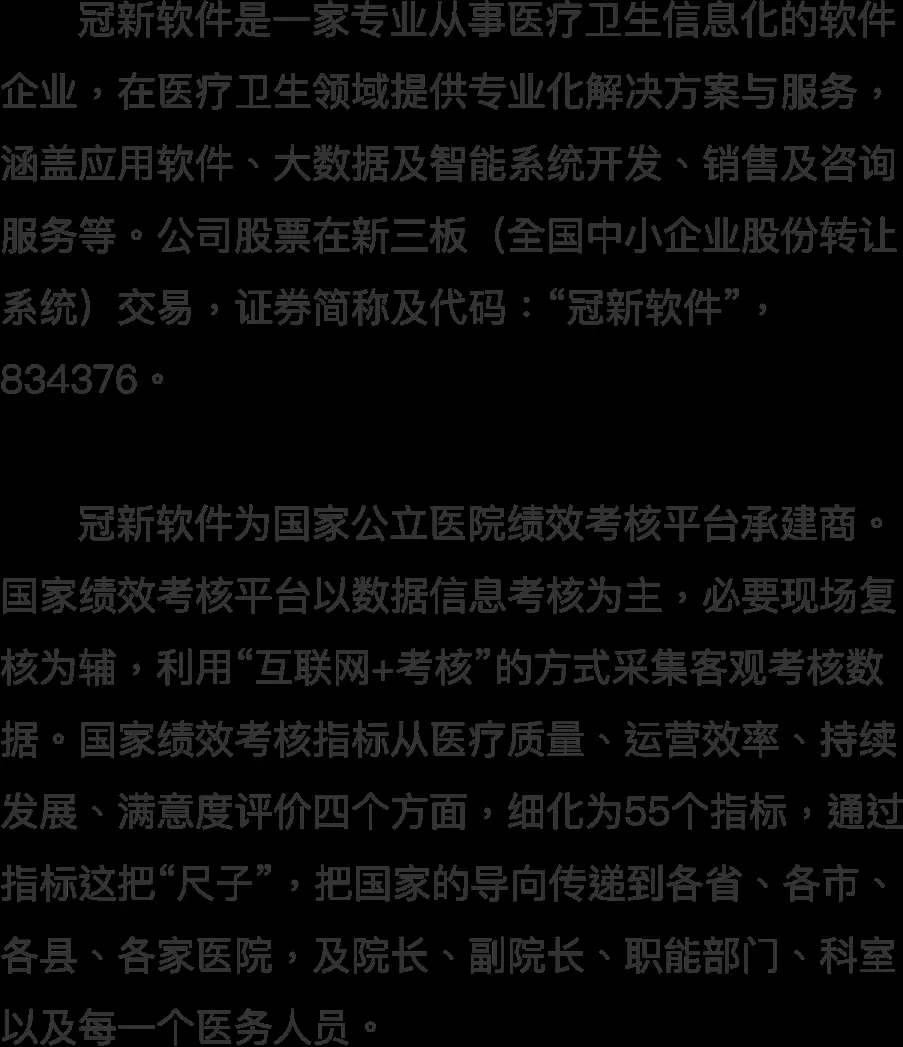 冠新软件是一家专业从事医疗卫生信息化的软件
企业，在医疗卫生领域提供专业化解决方案与服务，
涵盖应用软件、大数据及智能系统开发、销售及咨询
服务等。公司股票在新三板（全国中小企业股份转让
系统）交易，证券简称及代码：“冠新软件”，
834376。
冠新软件为国家公立医院绩效考核平台承建商。
国家绩效考核平台以数据信息考核为主，必要现场复
核为辅，利用“互联网+考核”的方式采集客观考核数
据。国家绩效考核指标从医疗质量、运营效率、持续
发展、满意度评价四个方面，细化为55个指标，通过
指标这把“尺子”，把国家的导向传递到各省、各市、
各县、各家医院，及院长、副院长、职能部门、科室
以及每一个医务人员。